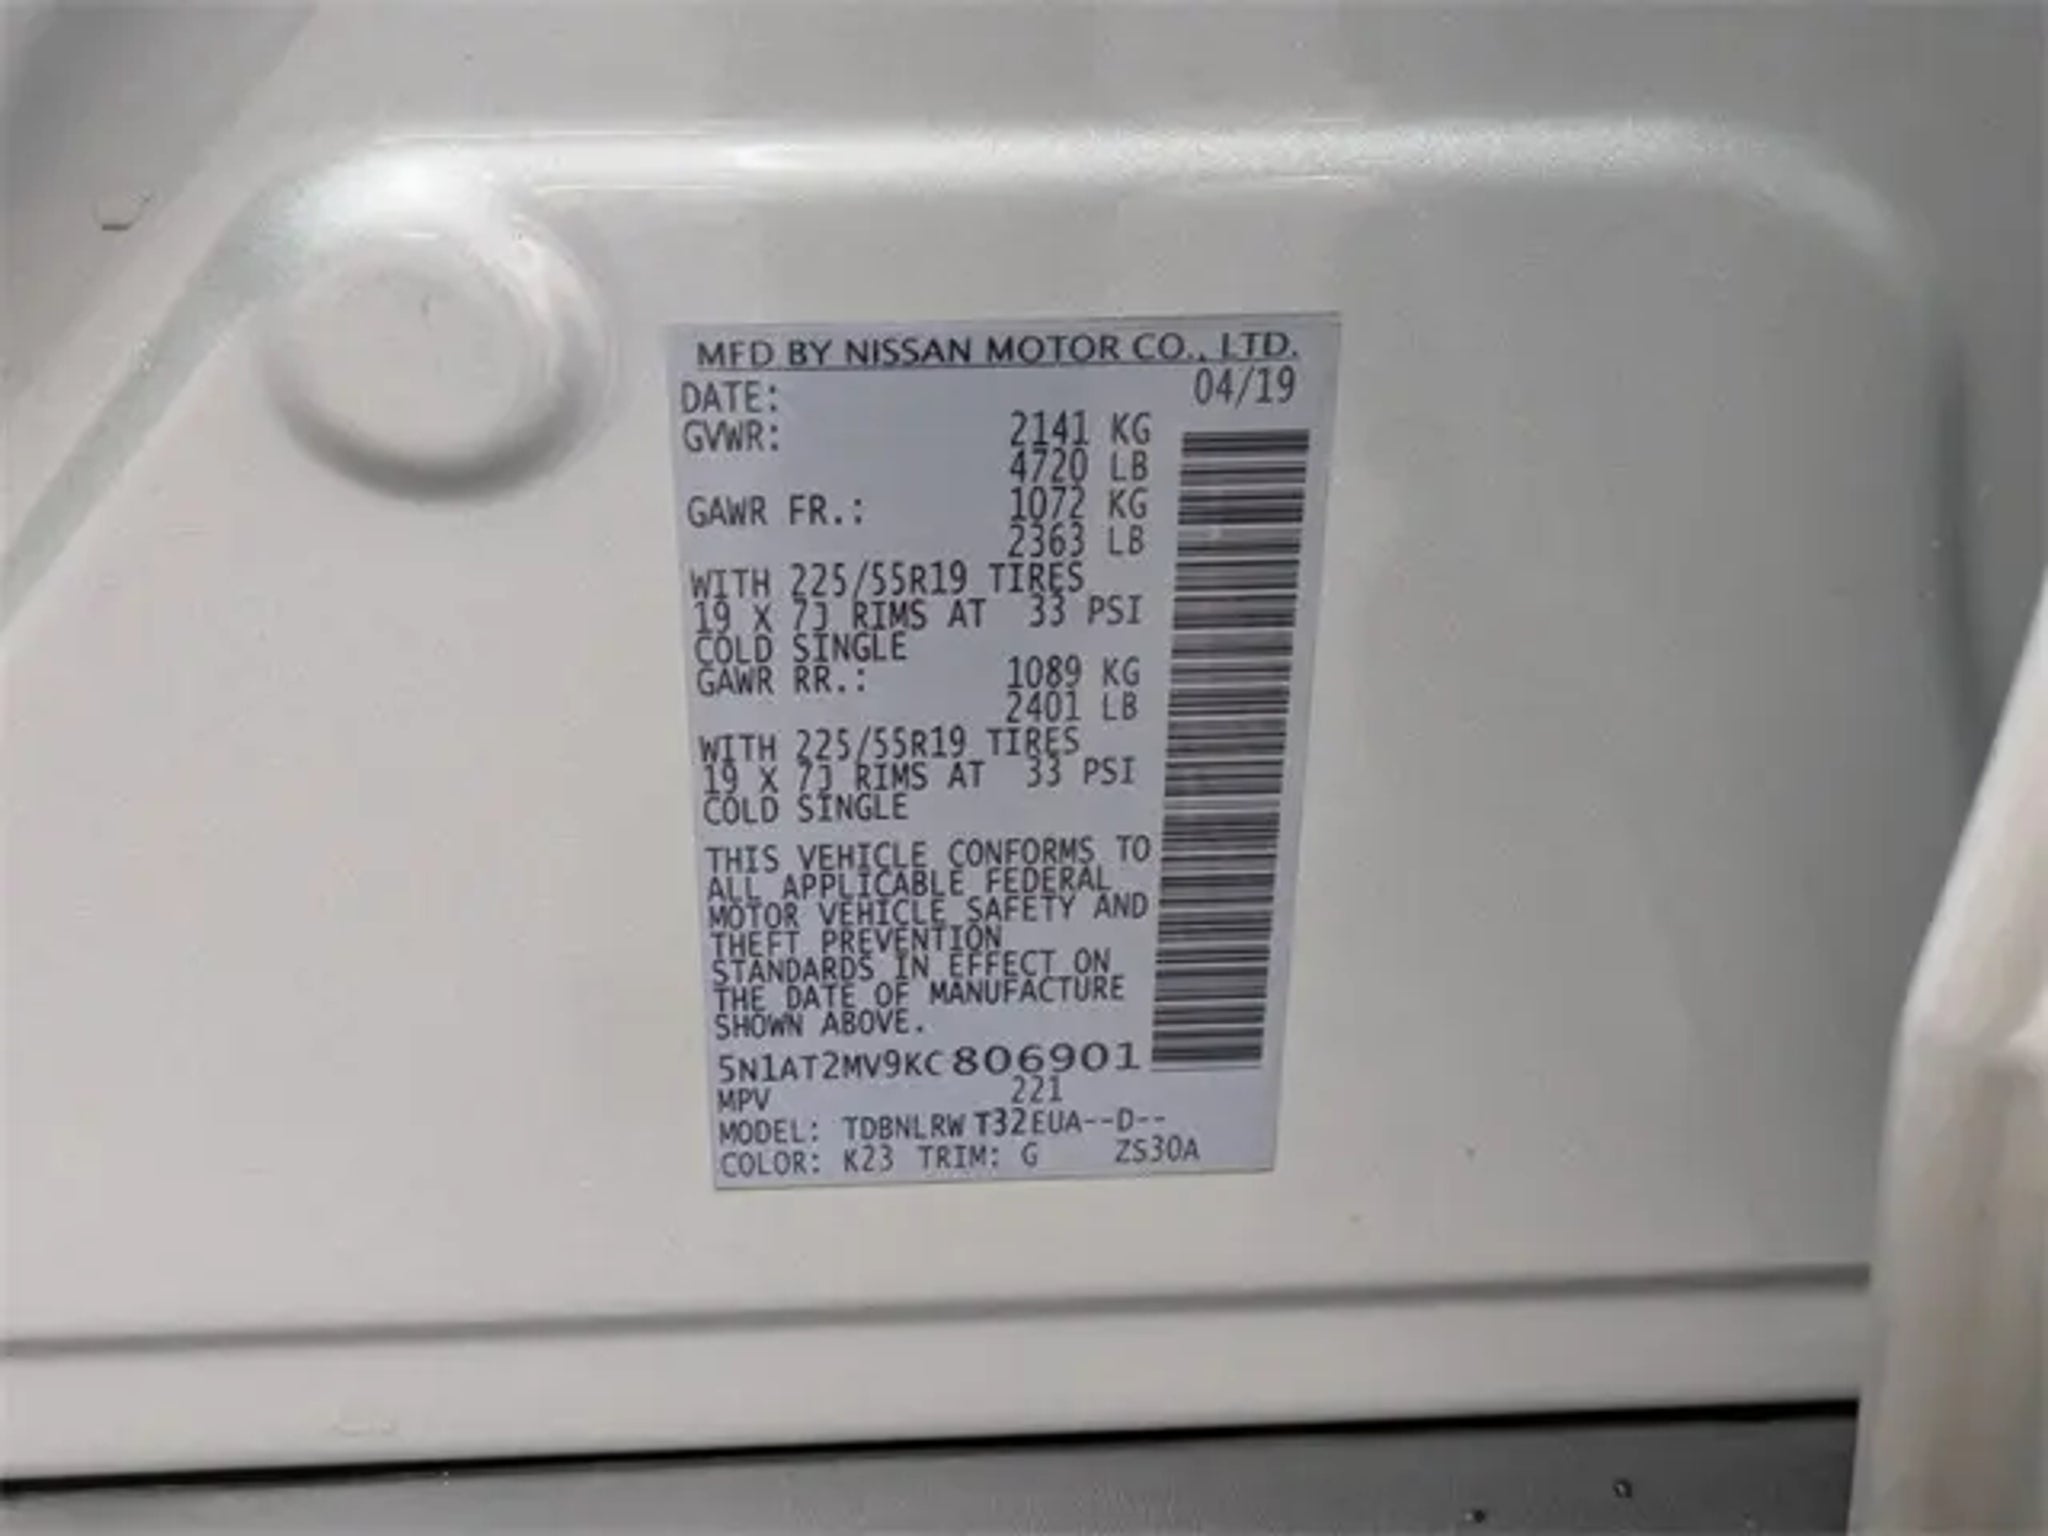 MFD BY NISSAN MOTOR CO., LTD.
DATE: 04/19
GVWR: 2141 KG
4720 LB
GAWR FR.: 1072 KG
2363 LB
WITH 225/55R19 TIRES
19 X 7J RIMS AT 33 PSI
COLD SINGLE
GAWR RR.: 1089 KG
2401 LB
WITH 225/55R19 TIRES
19 X 7J RIMS AT 33 PSI
COLD SINGLE
THIS VEHICLE CONFORMS TO
ALL APPLICABLE FEDERAL
MOTOR VEHICLE SAFETY AND
THEFT PREVENTION
STANDARDS IN EFFECT ON
THE DATE OF MANUFACTURE
SHOWN ABOVE.
5N1AT2MV9KC806901
MPV 221
MODEL: TDBNLRW T32EUA--D--
COLOR: K23 TRIM: G ZS30A